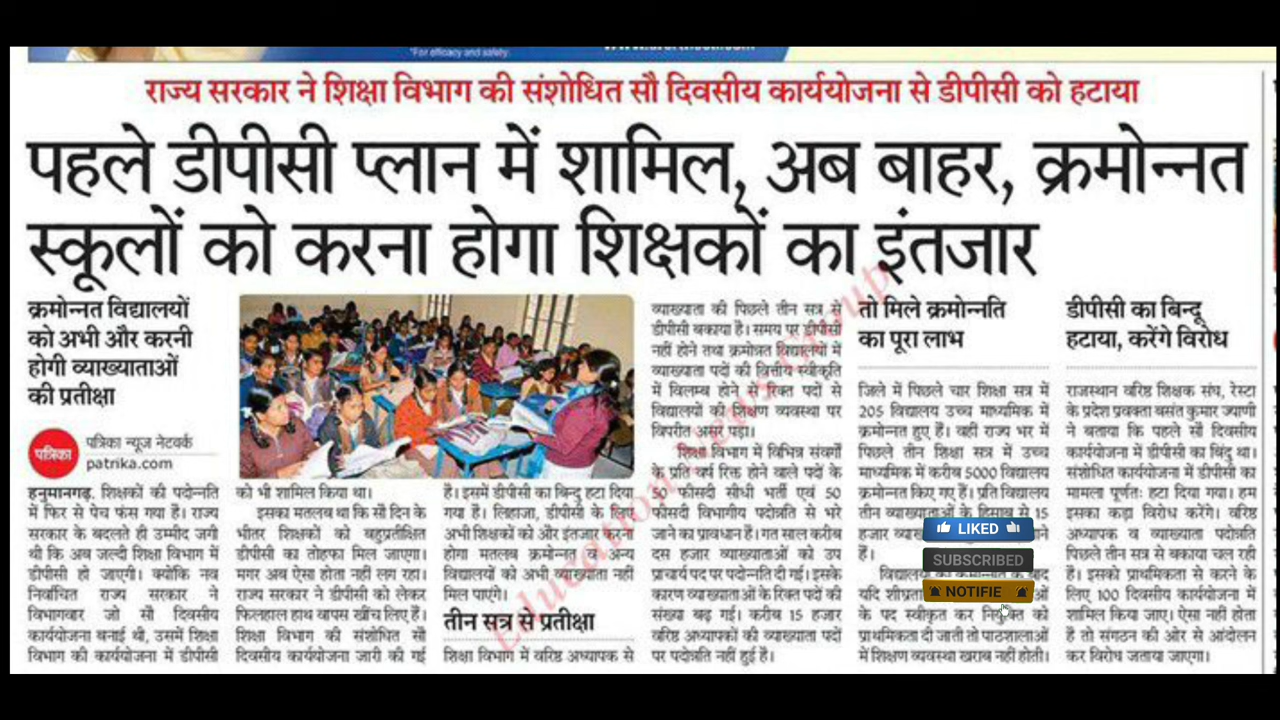 *For efficacy and safety.
राज्य सरकार ने शिक्षा विभाग की संशोधित सौ दिवसीय कार्ययोजना से डीपीसी को हटाया
पहले डीपीसी प्लान में शामिल, अब बाहर, क्रमोन्नत
स्कूलों को करना होगा शिक्षकों का इंतजार
क्रमोन्नत विद्यालयों
को अभी और करनी
होगी व्याख्याताओं
की प्रतीक्षा
पत्रिका
पत्रिका न्यूज नेटवर्क
patrika.com
हनुमानगढ़. शिक्षकों की पदोन्नति
में फिर से पेच फंस गया है। राज्य
सरकार के बदलते ही उम्मीद जगी
थी कि अब जल्दी शिक्षा विभाग में
डीपीसी हो जाएगी। क्योंकि नव
निर्वाचित राज्य सरकार ने
विभागवार जो सौ दिवसीय
कार्ययोजना बनाई थी, उसमें शिक्षा
विभाग की कार्ययोजना में डीपीसी
को भी शामिल किया था।
इसका मतलब था कि सौ दिन के
भीतर शिक्षकों को बहुप्रतीक्षित
डीपीसी का तोहफा मिल जाएगा।
मगर अब ऐसा होता नहीं लग रहा।
राज्य सरकार ने डीपीसी को लेकर
फिलहाल हाथ वापस खींच लिए हैं।
शिक्षा विभाग की संशोधित सौ
दिवसीय कार्ययोजना जारी की गई
है। इसमें डीपीसी का बिन्दु हटा दिया
गया है। लिहाजा, डीपीसी के लिए
अभी शिक्षकों को और इंतजार करना
होगा मतलब क्रमोन्नत व अन्य
विद्यालयों को अभी व्याख्याता नहीं
मिल पाएंगे।
तीन सत्र से प्रतीक्षा
शिक्षा विभाग में वरिष्ठ अध्यापक से
व्याख्याता की पिछले तीन सत्र से
डीपीसी बकाया है। समय पर डीपीसी
नहीं होने तथा क्रमोन्नत विद्यालयों में
व्याख्याता पदों की वित्तीय स्वीकृति
में विलम्ब होने से रिक्त पदों से
विद्यालयों की शिक्षण व्यवस्था पर
विपरीत असर पड़ा।
शिक्षा विभाग में विभिन्न संवर्गों
के प्रति वर्ष रिक्त होने वाले पदों के
50 फीसदी सीधी भर्ती एवं 50
फीसदी विभागीय पदोन्नति से भरे
जाने का प्रावधान है। गत साल करीब
दस हजार व्याख्याताओं को उप
प्राचार्य पद पर पदोन्नति दी गई। इसके
कारण व्याख्याताओं के रिक्त पदों की
संख्या बढ़ गई। करीब 15 हजार
वरिष्ठ अध्यापकों की व्याख्याता पदों
पर पदोन्नति नहीं हुई है।
तो मिले क्रमोन्नति
का पूरा लाभ
जिले में पिछले चार शिक्षा सत्र में
205 विद्यालय उच्च माध्यमिक में
क्रमोन्नत हुए हैं। वहीं राज्य भर में
पिछले तीन शिक्षा सत्र में उच्च
माध्यमिक में करीब 5000 विद्यालय
क्रमोन्नत किए गए हैं। प्रति विद्यालय
तीन व्याख्याताओं के हिसाब से 15
हजार
हैं।
विद्यालय के बाद
यदि
के पद स्वीकृत कर नियुक्ति को
प्राथमिकता दी जाती तो पाठशालाओं
में शिक्षण व्यवस्था खराब नहीं होती।
डीपीसी का बिन्दू
हटाया, करेंगे विरोध
राजस्थान वरिष्ठ शिक्षक संघ, रेस्टा
के प्रदेश प्रवक्ता बसंत कुमार ज्याणी
ने बताया कि पहले सौ दिवसीय
कार्ययोजना में डीपीसी का बिंदु था।
संशोधित कार्ययोजना में डीपीसी का
मामला पूर्णतः हटा दिया गया। हम
इसका कड़ा विरोध करेंगे। वरिष्ठ
अध्यापक व व्याख्याता पदोन्नति
पिछले तीन सत्र से बकाया चल रही
है। इसको प्राथमिकता से करने के
लिए 100 दिवसीय कार्ययोजना में
शामिल किया जाए। ऐसा नहीं होता
है तो संगठन की ओर से आंदोलन
कर विरोध जताया जाएगा।
LIKED
SUBSCRIBED
NOTIFIE
Education News Group